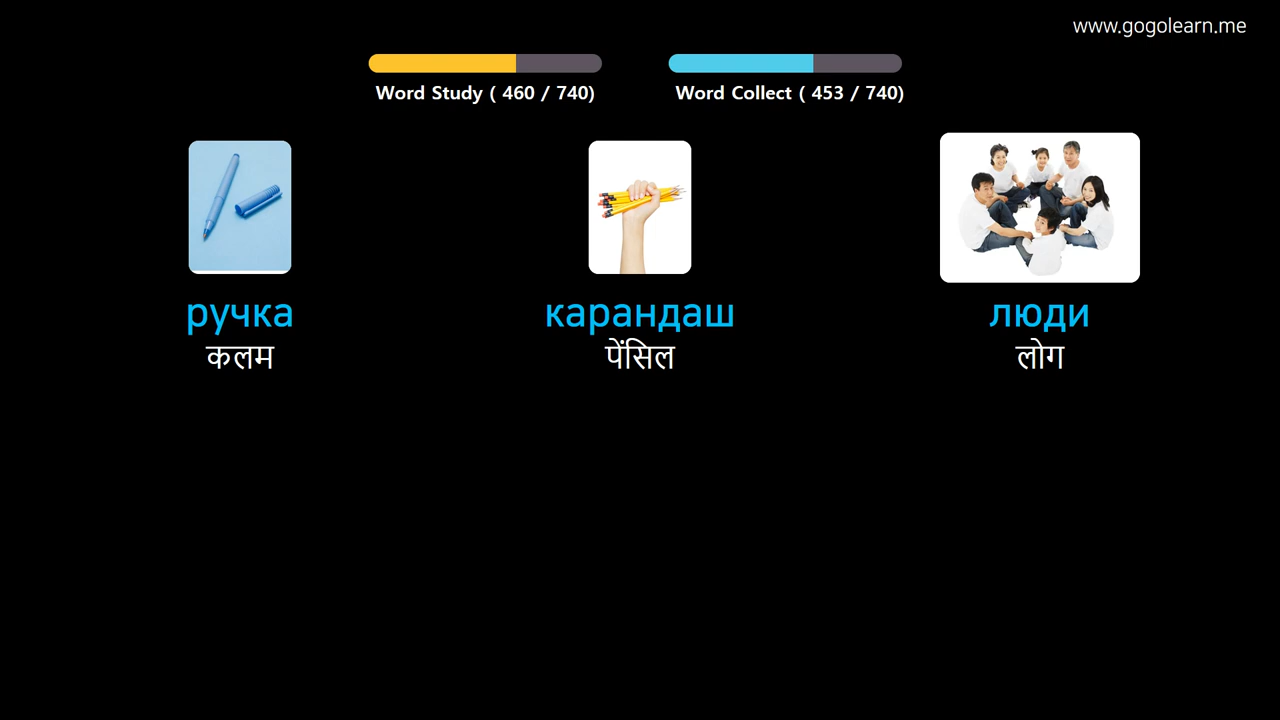 www.gogolearn.me
Word Study ( 460 / 740)
Word Collect ( 453 / 740)
ручка
कलम
карандаш
पेंसिल
люди
लोग